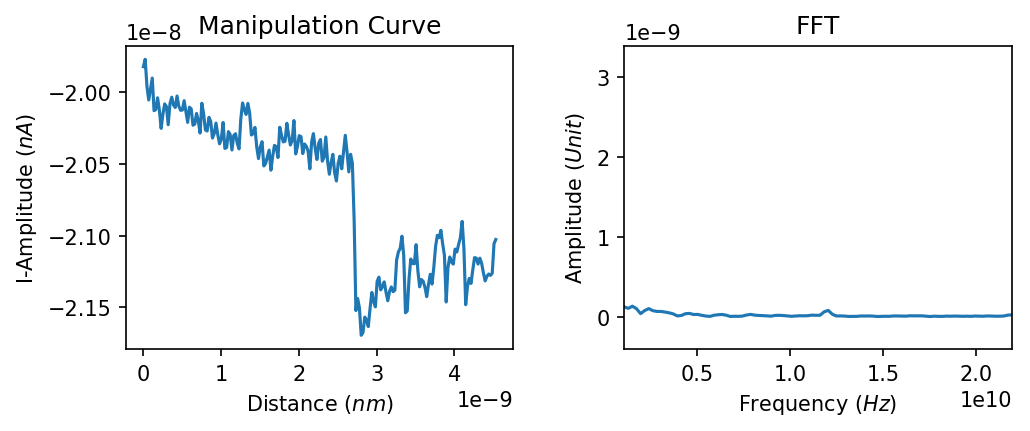 Manipulation Curve
1e−8
−2.00
−2.05
−2.10
−2.15
I-Amplitude (nA)
0 1 2 3 4
1e−9
Distance (nm)
FFT
1e−9
3
2
1
0
Amplitude (Unit)
0.5 1.0 1.5 2.0
1e10
Frequency (Hz)